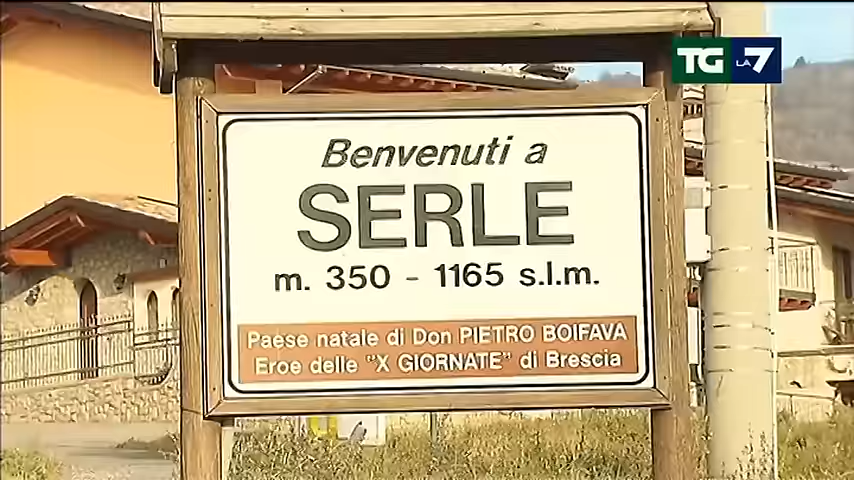 TG LA 7
Benvenuti a
SERLE
m. 350 - 1165 s.l.m.
Paese natale di Don PIETRO BOIFAVA
Eroe delle "X GIORNATE" di Brescia